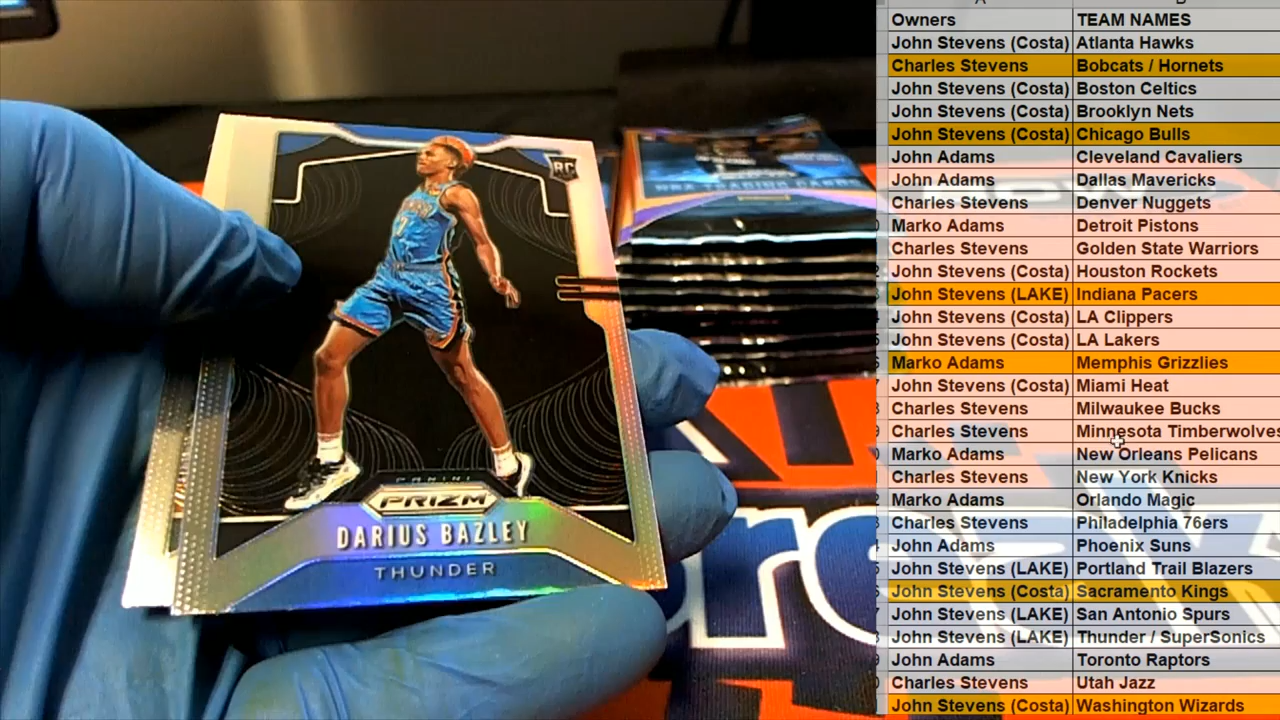 RC
PANINI
PRIZM
DARIUS BAZLEY
THUNDER
NBA TRADING CARDS
Owners TEAM NAMES
John Stevens (Costa) Atlanta Hawks
Charles Stevens Bobcats / Hornets
John Stevens (Costa) Boston Celtics
John Stevens (Costa) Brooklyn Nets
John Stevens (Costa) Chicago Bulls
John Adams Cleveland Cavaliers
John Adams Dallas Mavericks
Charles Stevens Denver Nuggets
Marko Adams Detroit Pistons
Charles Stevens Golden State Warriors
John Stevens (Costa) Houston Rockets
John Stevens (LAKE) Indiana Pacers
John Stevens (Costa) LA Clippers
John Stevens (Costa) LA Lakers
Marko Adams Memphis Grizzlies
John Stevens (Costa) Miami Heat
Charles Stevens Milwaukee Bucks
Charles Stevens Minnesota Timberwolves
Marko Adams New Orleans Pelicans
Charles Stevens New York Knicks
Marko Adams Orlando Magic
Charles Stevens Philadelphia 76ers
John Adams Phoenix Suns
John Stevens (LAKE) Portland Trail Blazers
John Stevens (Costa) Sacramento Kings
John Stevens (LAKE) San Antonio Spurs
John Stevens (LAKE) Thunder / SuperSonics
John Adams Toronto Raptors
Charles Stevens Utah Jazz
John Stevens (Costa) Washington Wizards